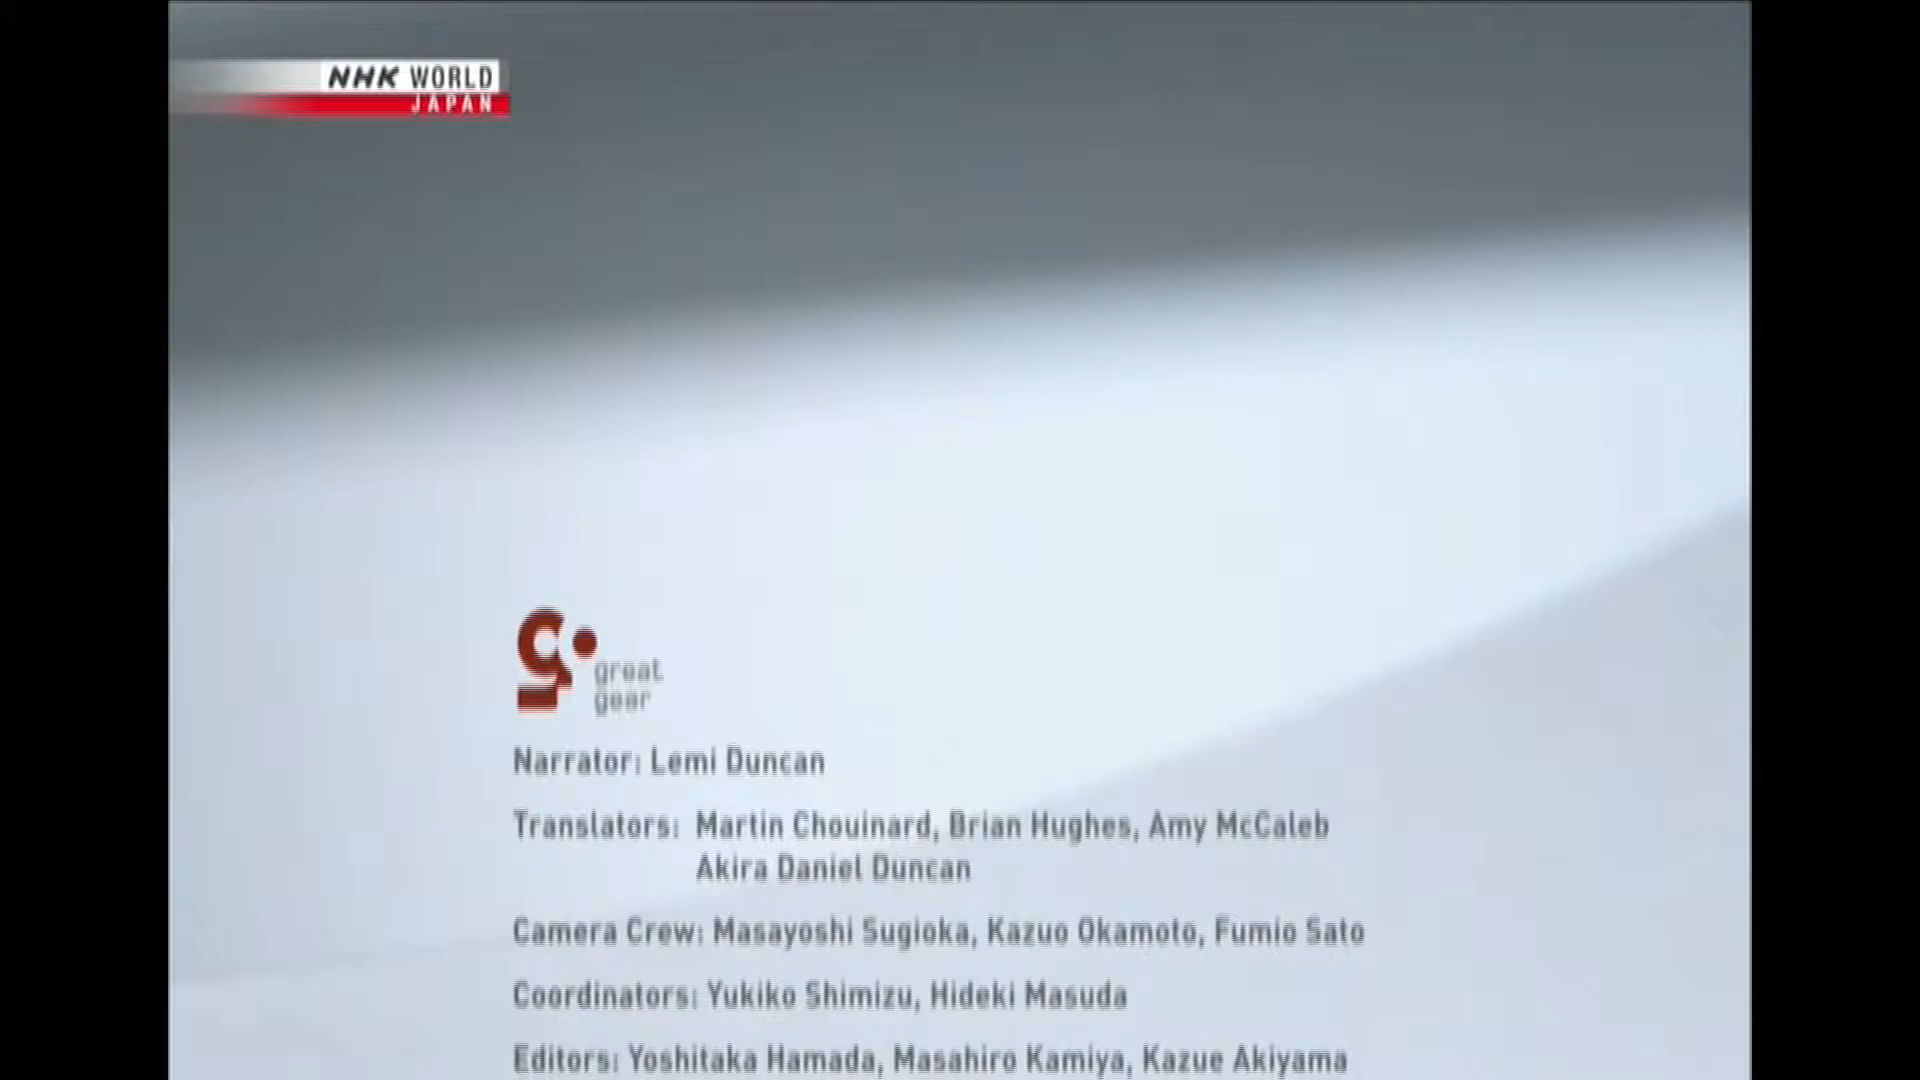 NHK WORLD
JAPAN
great
gear
Narrator: Lemi Duncan
Translators: Martin Chouinard, Brian Hughes, Amy McCaleb
Akira Daniel Duncan
Camera Crew: Masayoshi Sugioka, Kazuo Okamoto, Fumio Sato
Coordinators: Yukiko Shimizu, Hideki Masuda
Editors: Yoshitaka Hamada, Masahiro Kamiya, Kazue Akiyama